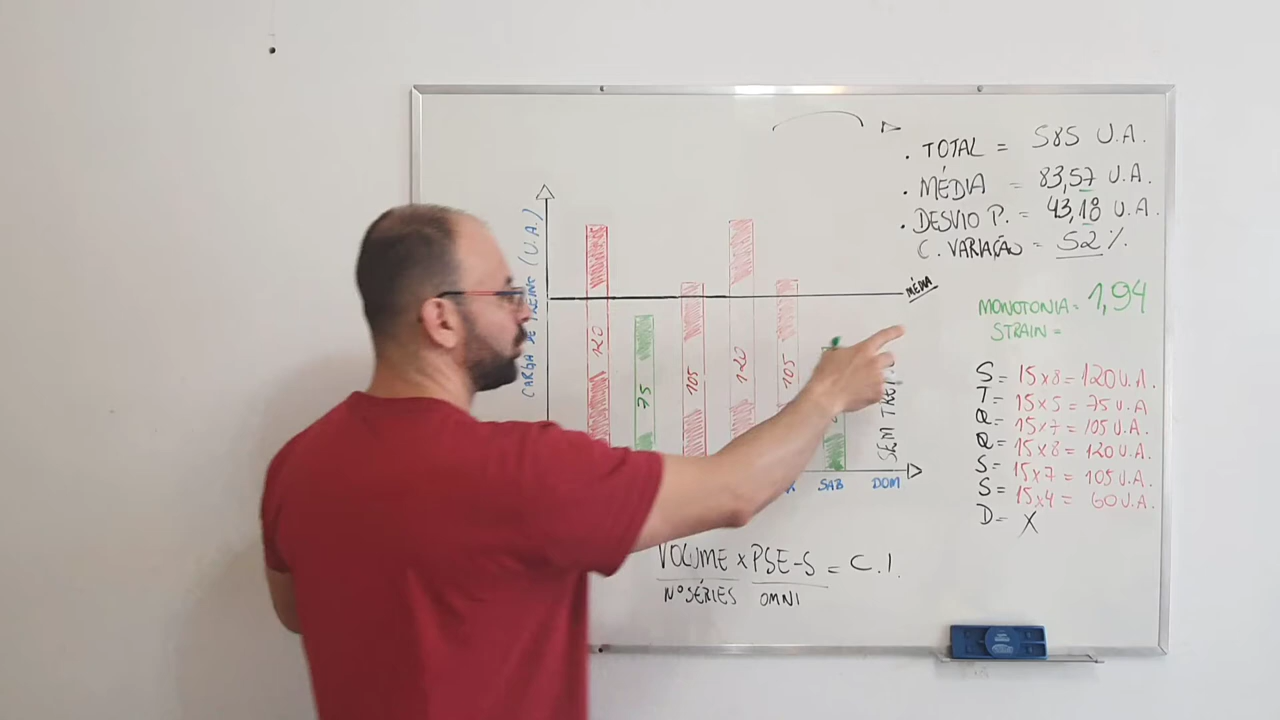 . TOTAL = 585 U.A.
. MÉDIA = 83,57 U.A.
. DESVIO P. = 43,18 U.A.
C. VARIAÇÃO = 52%.
MÉDIA
MONOTONIA = 1,94
STRAIN =
S = 15x8 = 120 U.A.
T = 15x5 = 75 U.A
Q = 15x7 = 105 U.A.
Q = 15x8 = 120 U.A.
S = 15x7 = 105 U.A.
S = 15x4 = 60 U.A.
D = X
CARGA DE TREINO (U.A.)
120
75
105
120
105
SEM
SAB
DOM
VOLUME x PSE-S = C.I.
Nº SÉRIES OMNI